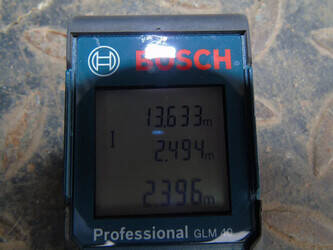 BOSCH
13.633m
2.494m
2.396m
Professional GLM 40